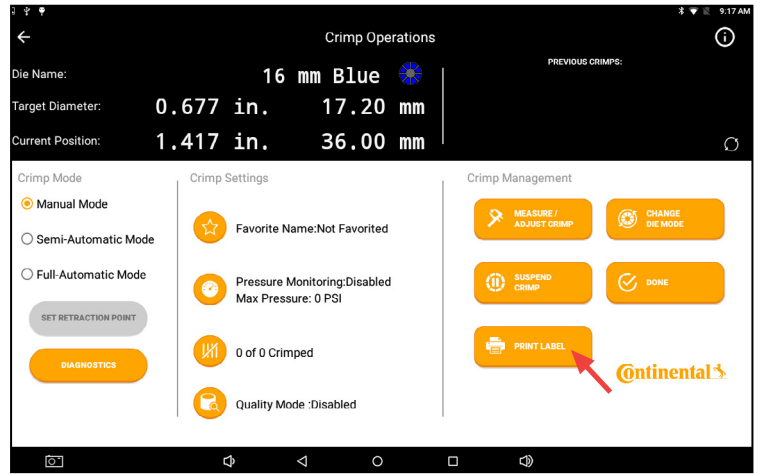 9:17 AM
Crimp Operations
Die Name:
16 mm Blue
PREVIOUS CRIMPS:
Target Diameter:
0.677 in.
17.20 mm
Current Position:
1.417 in.
36.00 mm
Crimp Mode
Manual Mode
Semi-Automatic Mode
Full-Automatic Mode
SET RETRACTION POINT
DIAGNOSTICS
Crimp Settings
Favorite Name:Not Favorited
Pressure Monitoring:Disabled
Max Pressure: 0 PSI
0 of 0 Crimped
Quality Mode :Disabled
Crimp Management
MEASURE /
ADJUST CRIMP
CHANGE
DIE MODE
SUSPEND
CRIMP
DONE
PRINT LABEL
Continental